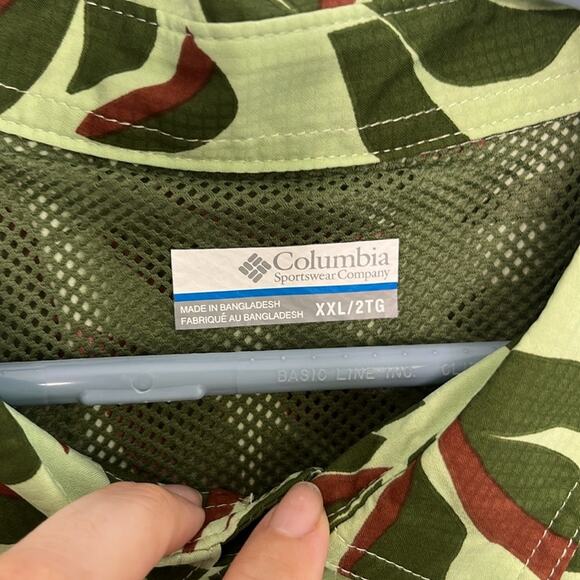 Columbia
Sportswear Company
MADE IN BANGLADESH
FABRIQUÉ AU BANGLADESH
XXL/2TG
BASIC LINE INC.